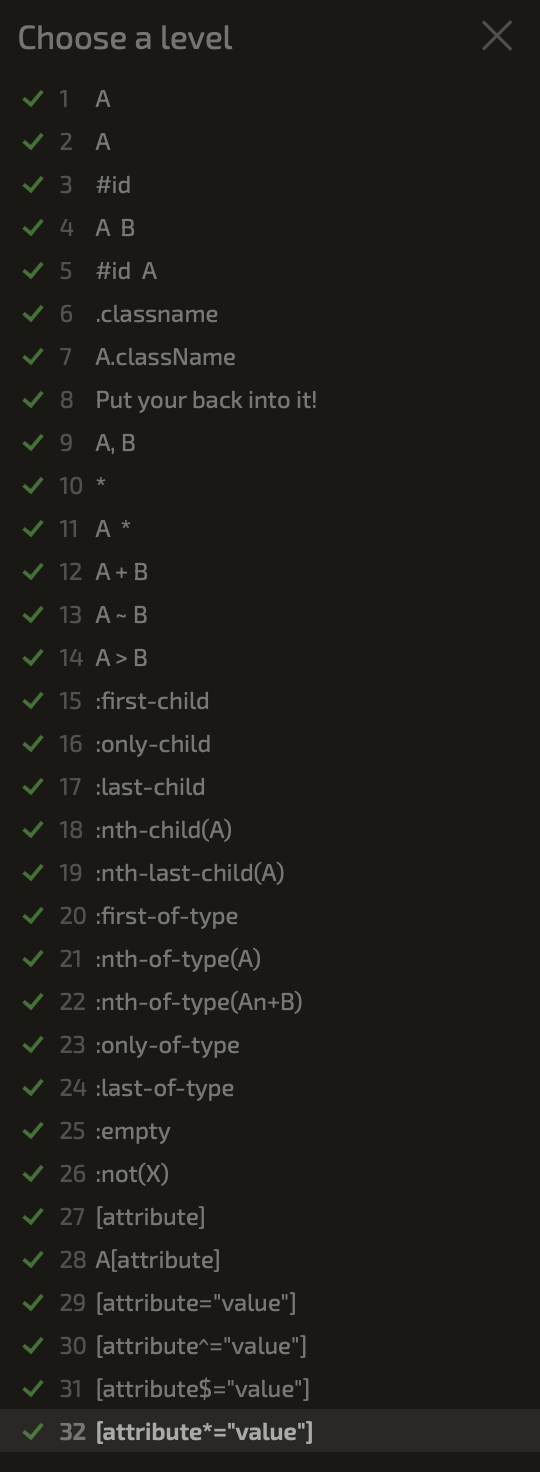 Choose a level
1 A
2 A
3 #id
4 A B
5 #id A
6 .classname
7 A.className
8 Put your back into it!
9 A, B
10 *
11 A *
12 A + B
13 A ~ B
14 A > B
15 :first-child
16 :only-child
17 :last-child
18 :nth-child(A)
19 :nth-last-child(A)
20 :first-of-type
21 :nth-of-type(A)
22 :nth-of-type(An+B)
23 :only-of-type
24 :last-of-type
25 :empty
26 :not(X)
27 [attribute]
28 A[attribute]
29 [attribute="value"]
30 [attribute^="value"]
31 [attribute$="value"]
32 [attribute*="value"]